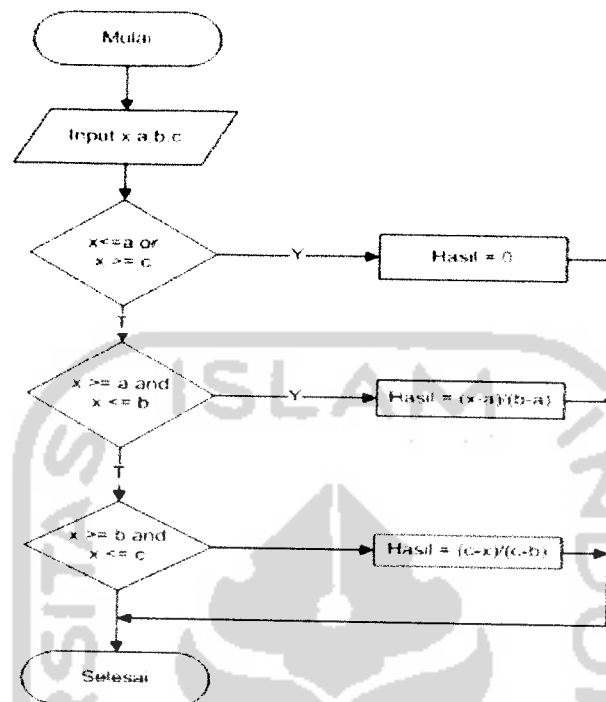 Mulai
Input x a,b,c
x<=a or
x >= c
Y
Hasil = 0
T
x >= a and
x <= b
Y
Hasil = (x-a)/(b-a)
T
x >= b and
x <= c
Hasil = (c-x)/(c-b)
Selesai
ISLAM